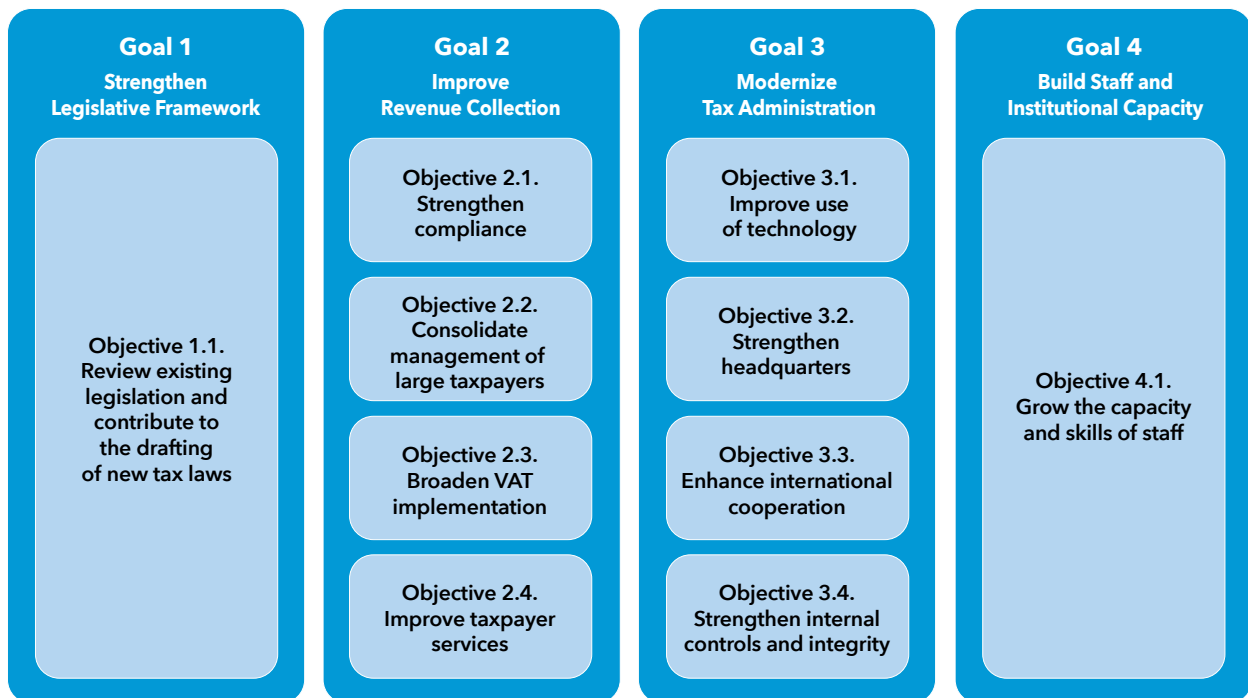 Goal 1
Strengthen
Legislative Framework
Objective 1.1.
Review existing
legislation and
contribute to
the drafting
of new tax laws
Goal 2
Improve
Revenue Collection
Objective 2.1.
Strengthen
compliance
Objective 2.2.
Consolidate
management of
large taxpayers
Objective 2.3.
Broaden VAT
implementation
Objective 2.4.
Improve taxpayer
services
Goal 3
Modernize
Tax Administration
Objective 3.1.
Improve use
of technology
Objective 3.2.
Strengthen
headquarters
Objective 3.3.
Enhance international
cooperation
Objective 3.4.
Strengthen internal
controls and integrity
Goal 4
Build Staff and
Institutional Capacity
Objective 4.1.
Grow the capacity
and skills of staff